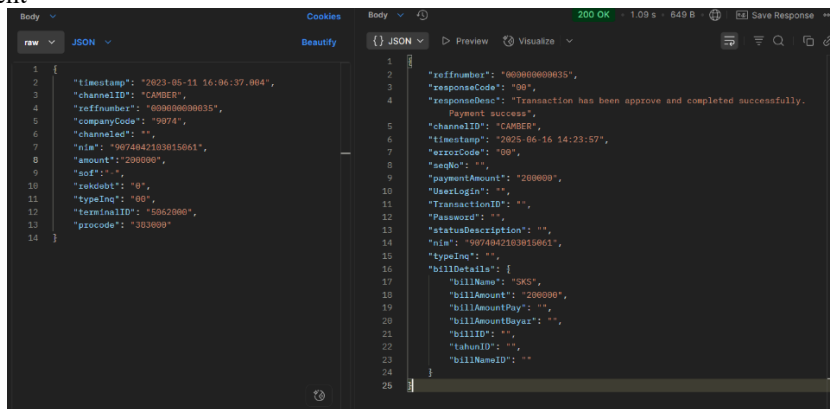 ent
Body
Cookies
raw
JSON
Beautify
1 {
2 "timestamp": "2023-05-11 16:06:37.004",
3 "channelID": "CAMBER",
4 "reffnumber": "000000000035",
5 "companyCode": "9074",
6 "channeled": "",
7 "nim": "9074042103015061",
8 "amount":"200000",
9 "sof":"-",
10 "rekdebt": "0",
11 "typeInq": "00",
12 "terminalID": "5062000",
13 "procode": "383000"
14 }
Body
200 OK
1.09 s
649 B
Save Response
{} JSON
Preview
Visualize
1 {
2 "reffnumber": "000000000035",
3 "responseCode": "00",
4 "responseDesc": "Transaction has been approve and completed successfully.
Payment success",
5 "channelID": "CAMBER",
6 "timestamp": "2025-06-16 14:23:57",
7 "errorCode": "00",
8 "seqNo": "",
9 "paymentAmount": "200000",
10 "UserLogin": "",
11 "TransactionID": "",
12 "Password": "",
13 "statusDescription": "",
14 "nim": "9074042103015061",
15 "typeInq": "",
16 "billDetails": {
17 "billName": "SKS",
18 "billAmount": "200000",
19 "billAmountPay": "",
20 "billAmountBayar": "",
21 "billID": "",
22 "tahunID": "",
23 "billNameID": ""
24 }
25 }